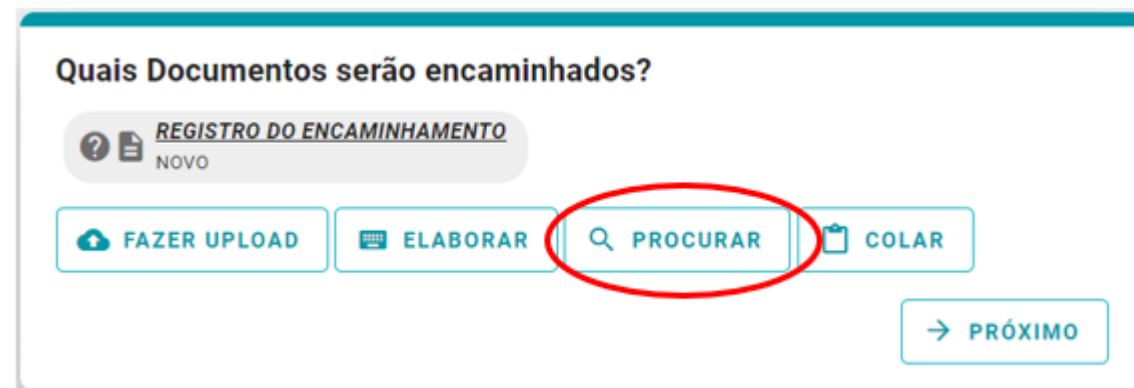 Quais Documentos serão encaminhados?
REGISTRO DO ENCAMINHAMENTO
NOVO
FAZER UPLOAD ELABORAR PROCURAR COLAR
PRÓXIMO